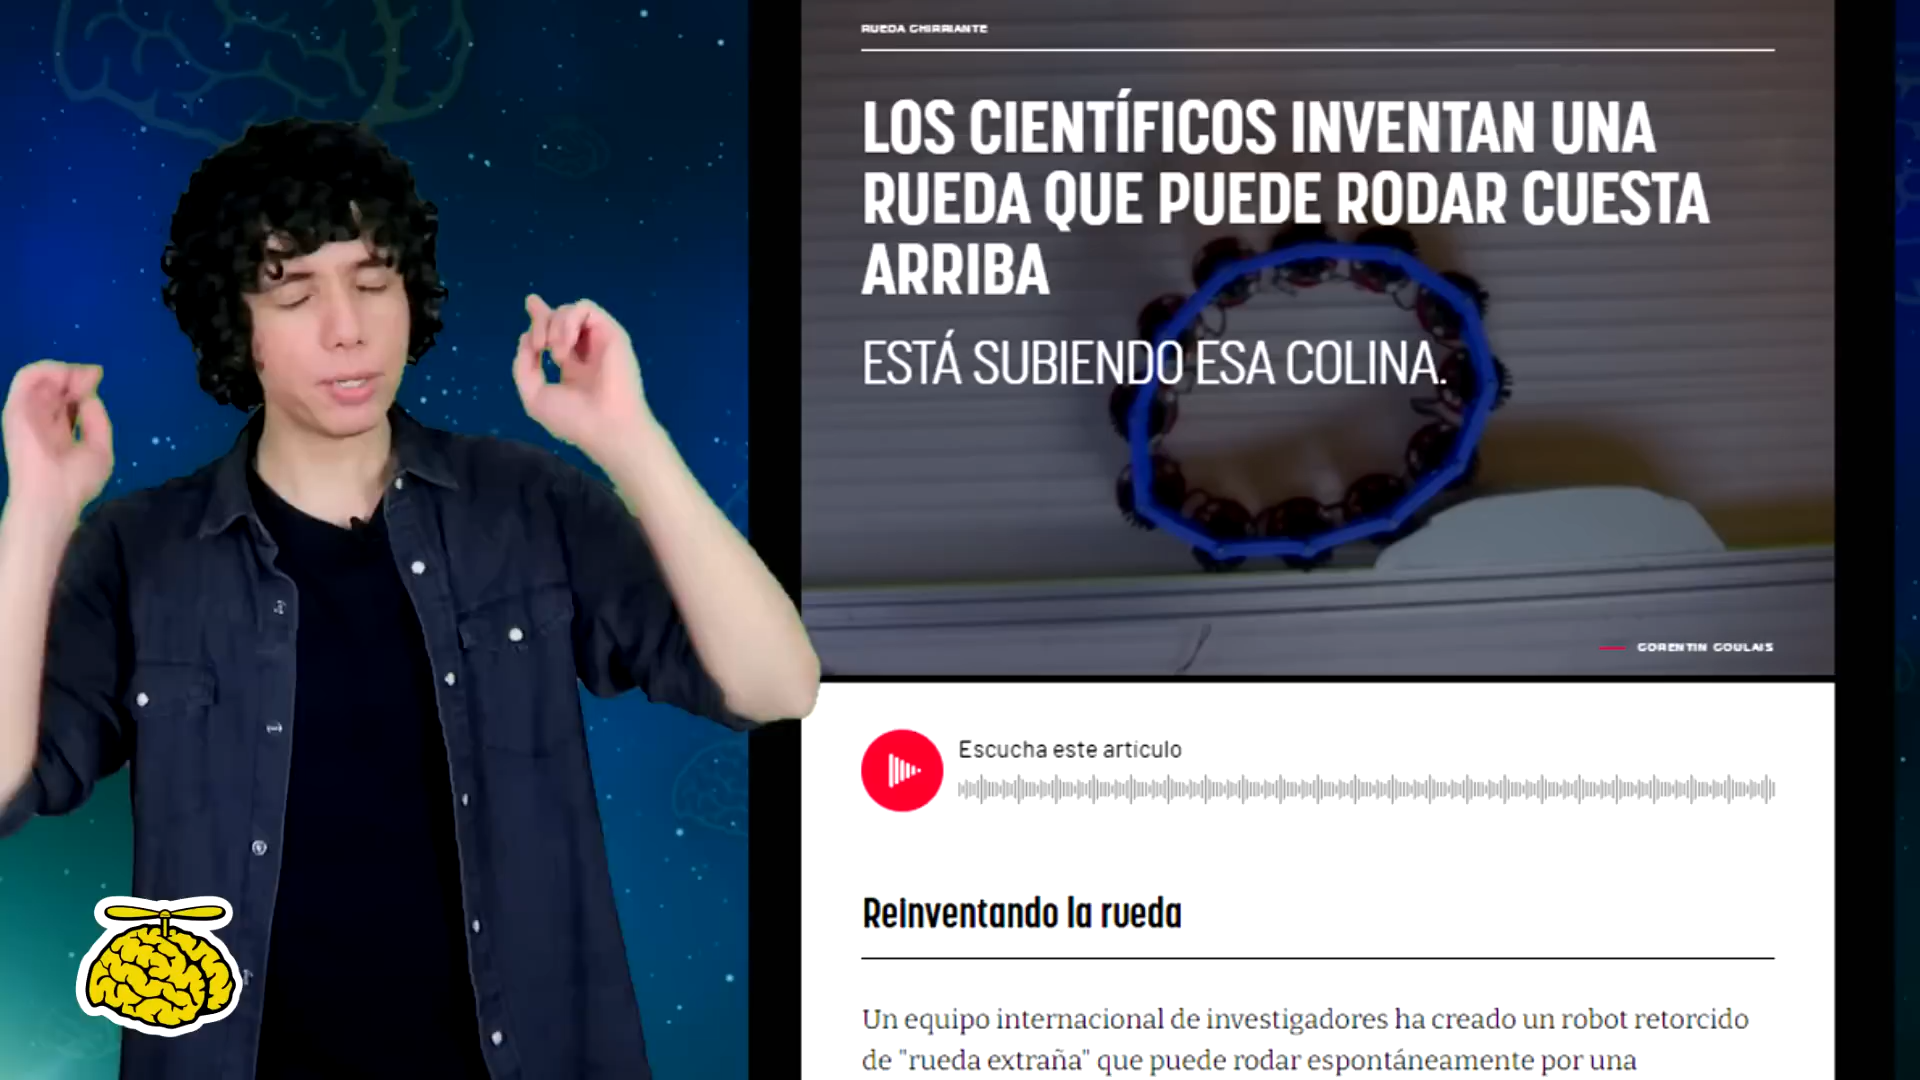 RUEDA CHIRRIANTE
LOS CIENTÍFICOS INVENTAN UNA
RUEDA QUE PUEDE RODAR CUESTA
ARRIBA
ESTÁ SUBIENDO ESA COLINA.
CORENTIN COULAIS
Escucha este articulo
Reinventando la rueda
Un equipo internacional de investigadores ha creado un robot retorcido
de "rueda extraña" que puede rodar espontáneamente por una